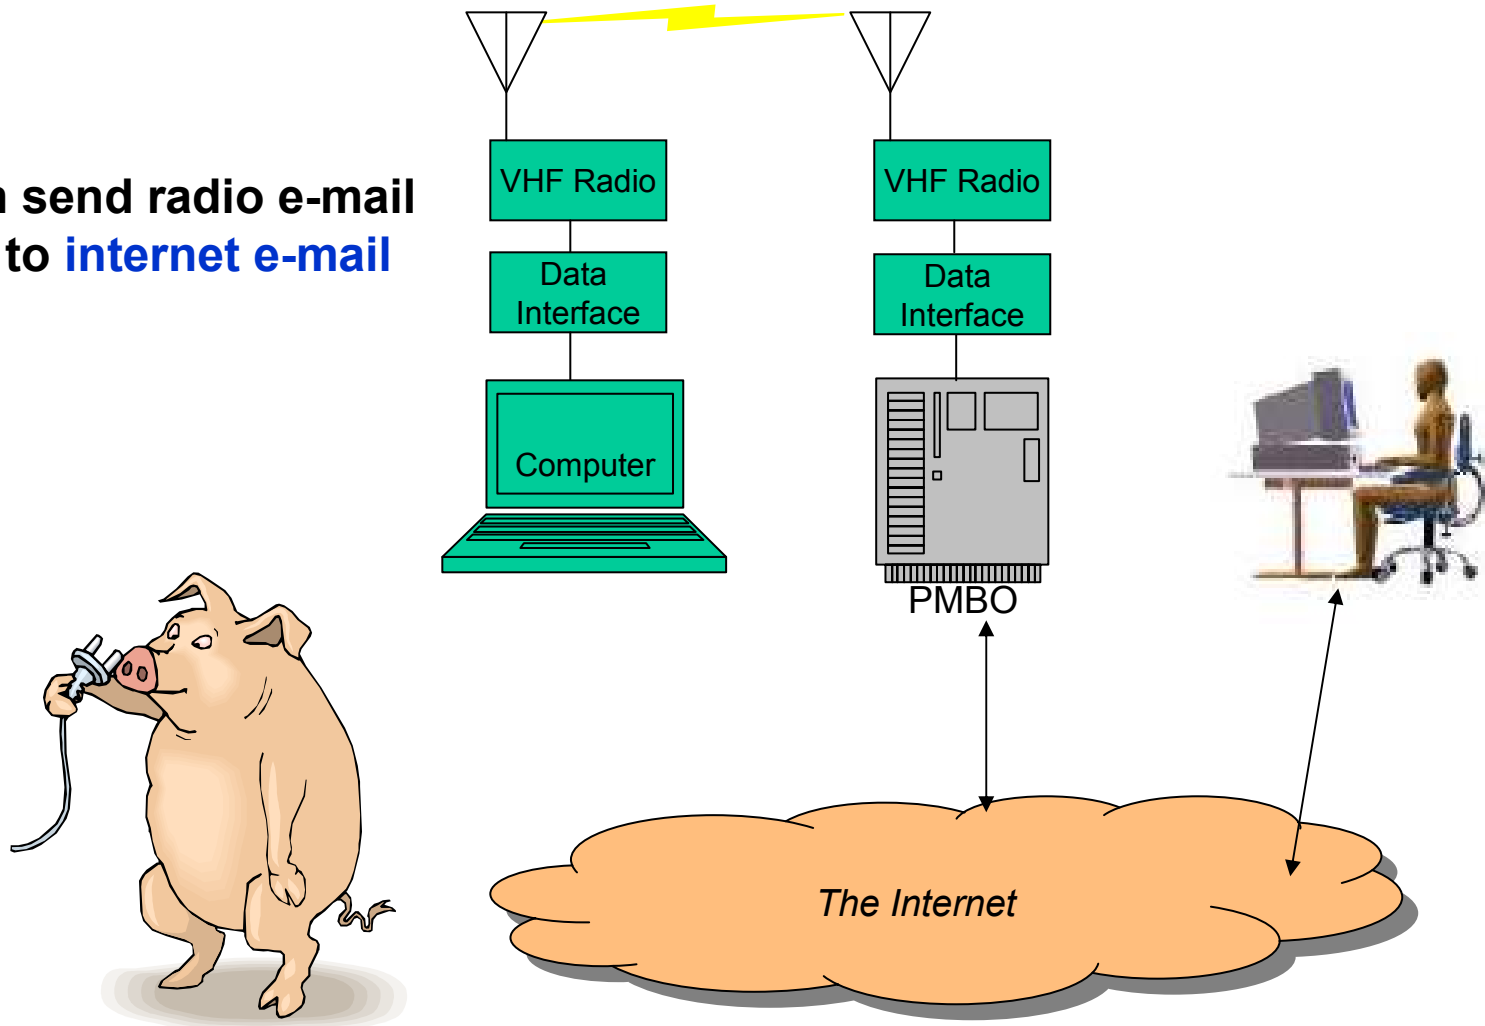 send radio e-mail
to internet e-mail
VHF Radio
VHF Radio
Data
Interface
Data
Interface
Computer
PMBO
The Internet